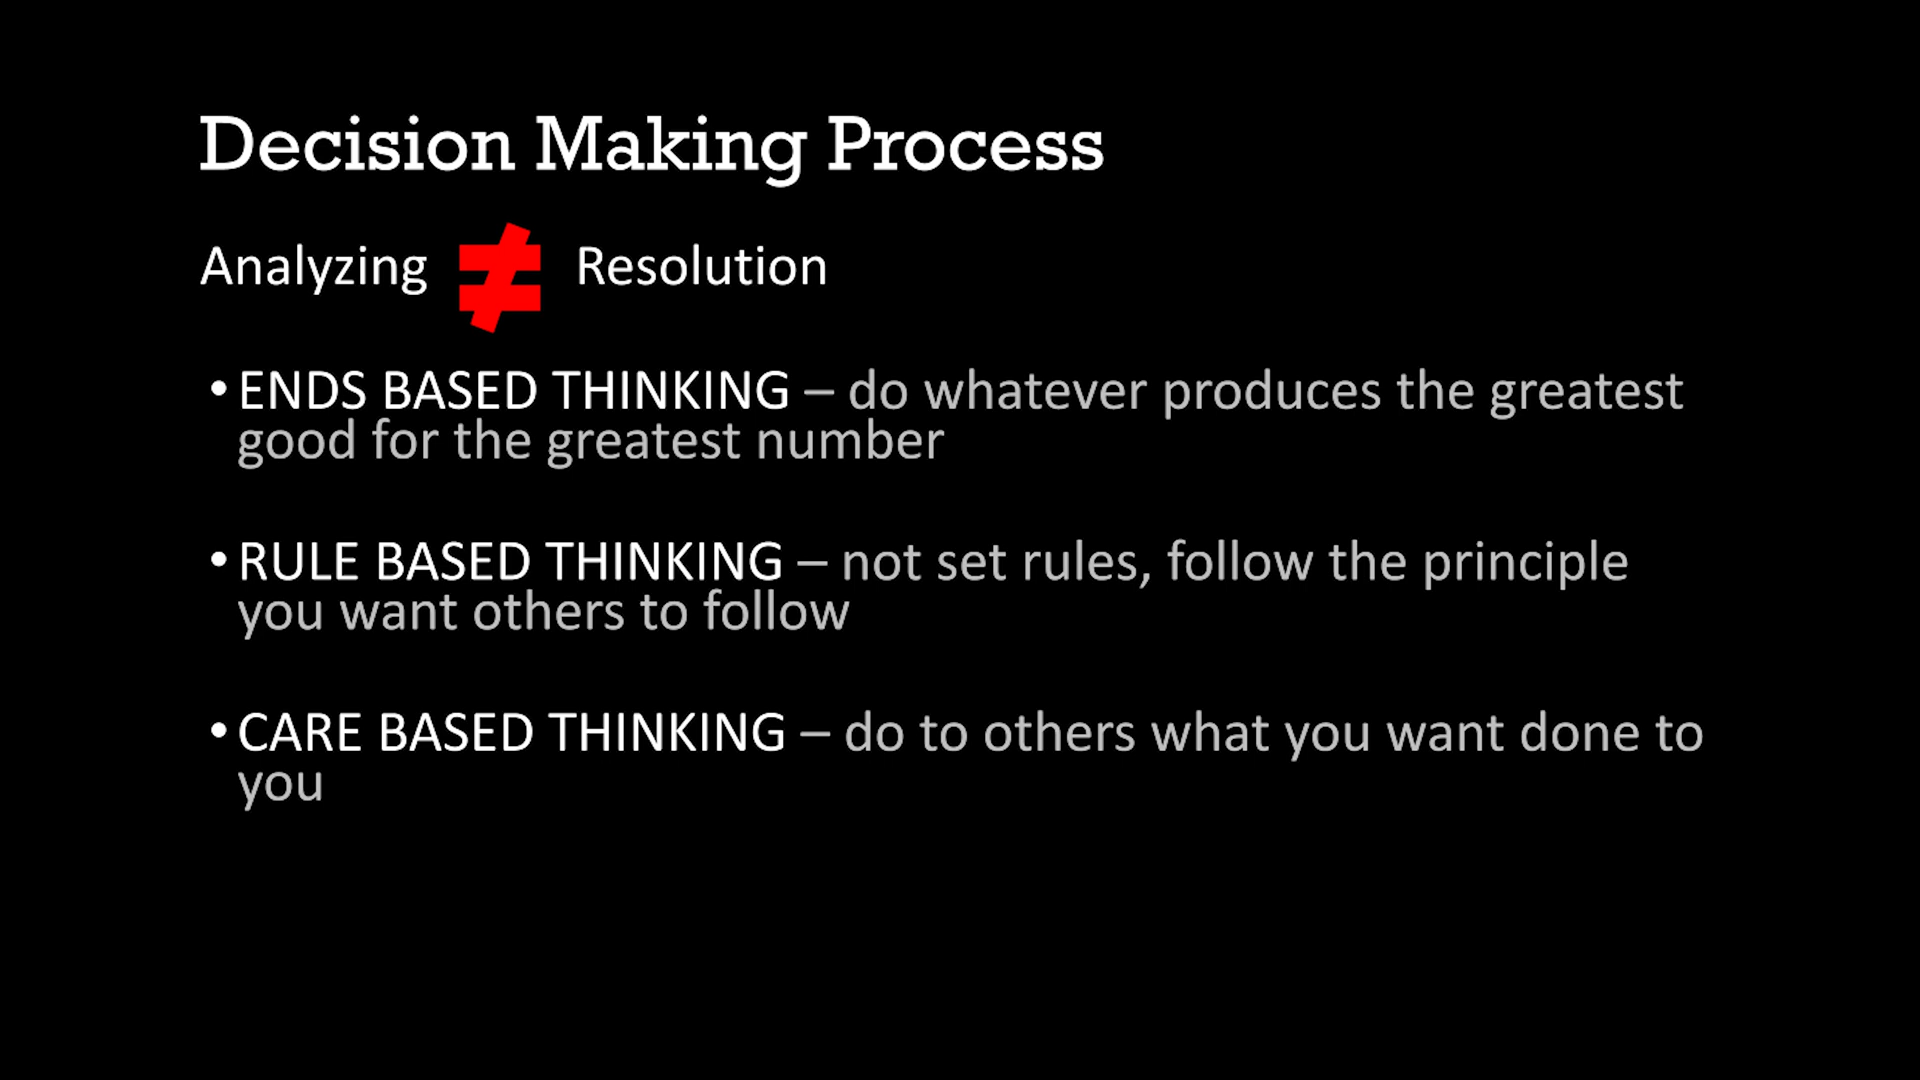 Decision Making Process
Analyzing ≠ Resolution
• ENDS BASED THINKING – do whatever produces the greatest
good for the greatest number
• RULE BASED THINKING – not set rules, follow the principle
you want others to follow
• CARE BASED THINKING – do to others what you want done to
you